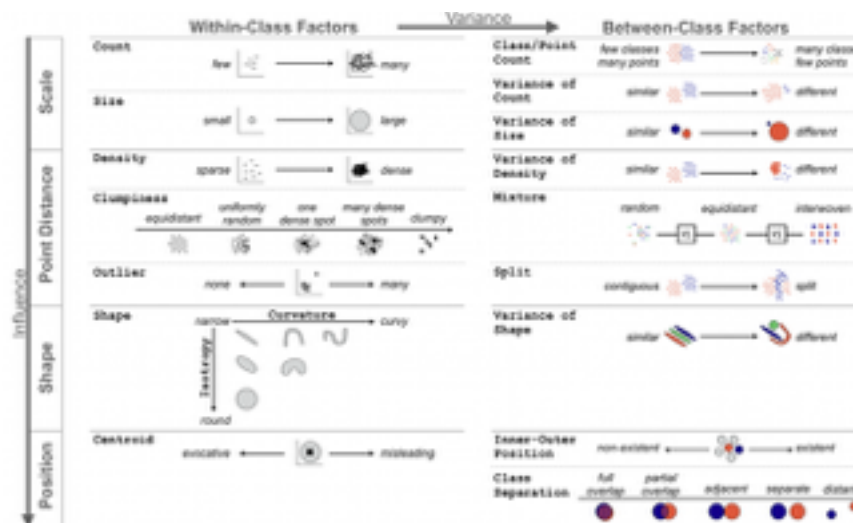 Variance
Within-Class Factors
Between-Class Factors
Influence
Scale
Count
few
many
Size
small
large
Class/Point
Count
few classes
many points
many class
few points
Variance of
Count
similar
different
Variance of
Size
similar
different
Point Distance
Density
sparse
dense
Clumpiness
equidistant
uniformly
random
one
dense spot
many dense
spots
clumpy
Outlier
none
many
Variance of
Density
similar
different
Mixture
random
equidistant
interwoven
vs
vs
Split
contiguous
split
Shape
Shape
narrow
Curvature
curvy
Isotropy
round
Variance of
Shape
similar
different
Position
Centroid
evocative
misleading
Inner-Outer
Position
non-existent
existent
Class
Separation
full
overlap
partial
overlap
adjacent
separate
distan